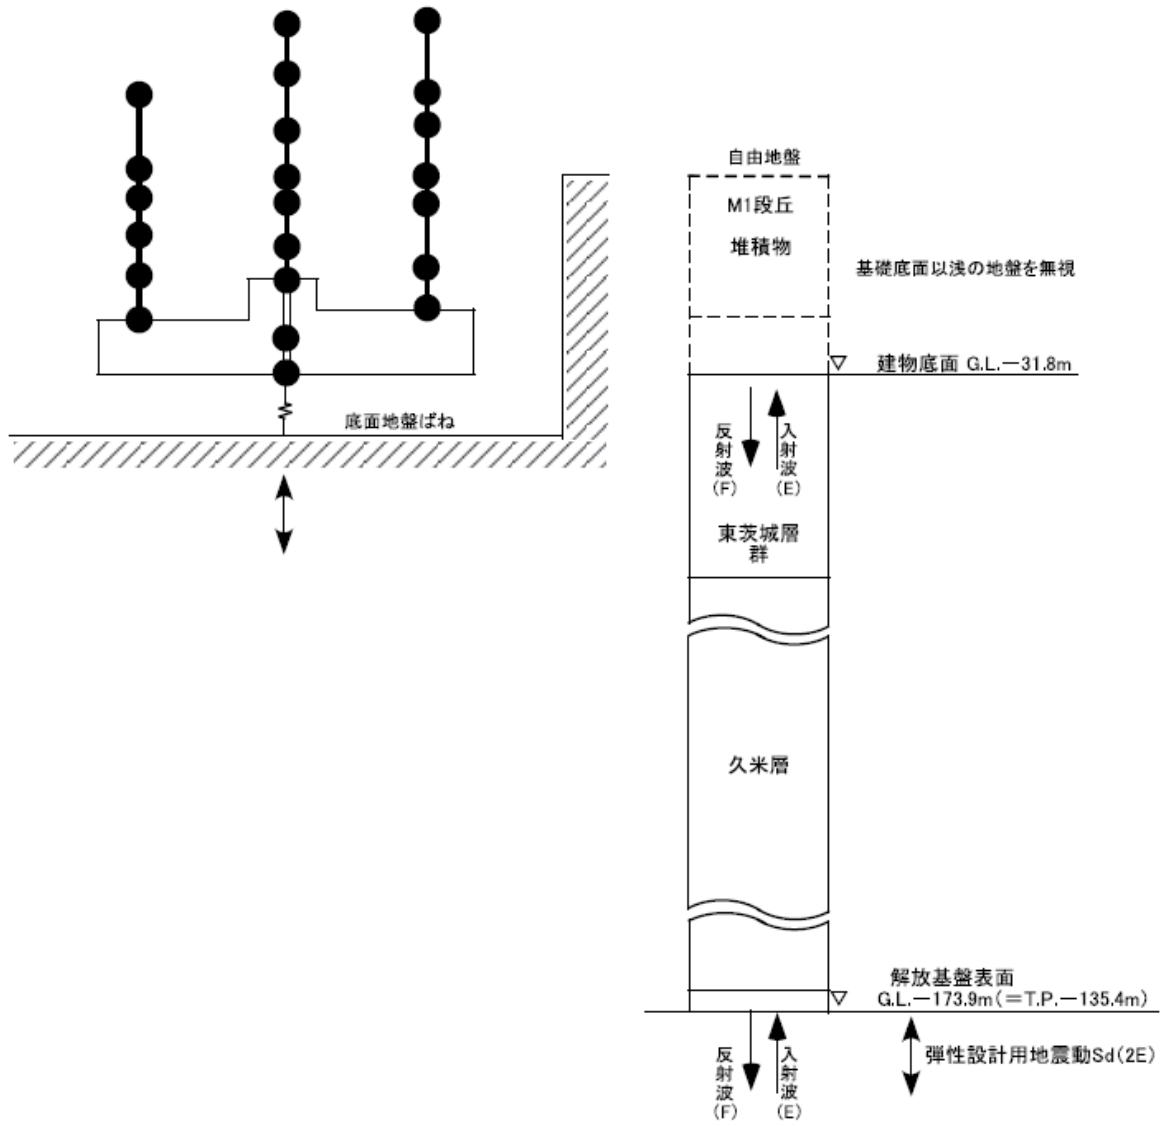 自由地盤
M1段丘
堆積物
基礎底面以浅の地盤を無視
建物底面 G.L.－31.8m
底面地盤ばね
反射波(F)
入射波(E)
東茨城層
群
久米層
解放基盤表面
G.L.－173.9m(＝T.P.－135.4m)
反射波(F)
入射波(E)
弾性設計用地震動Sd(2E)